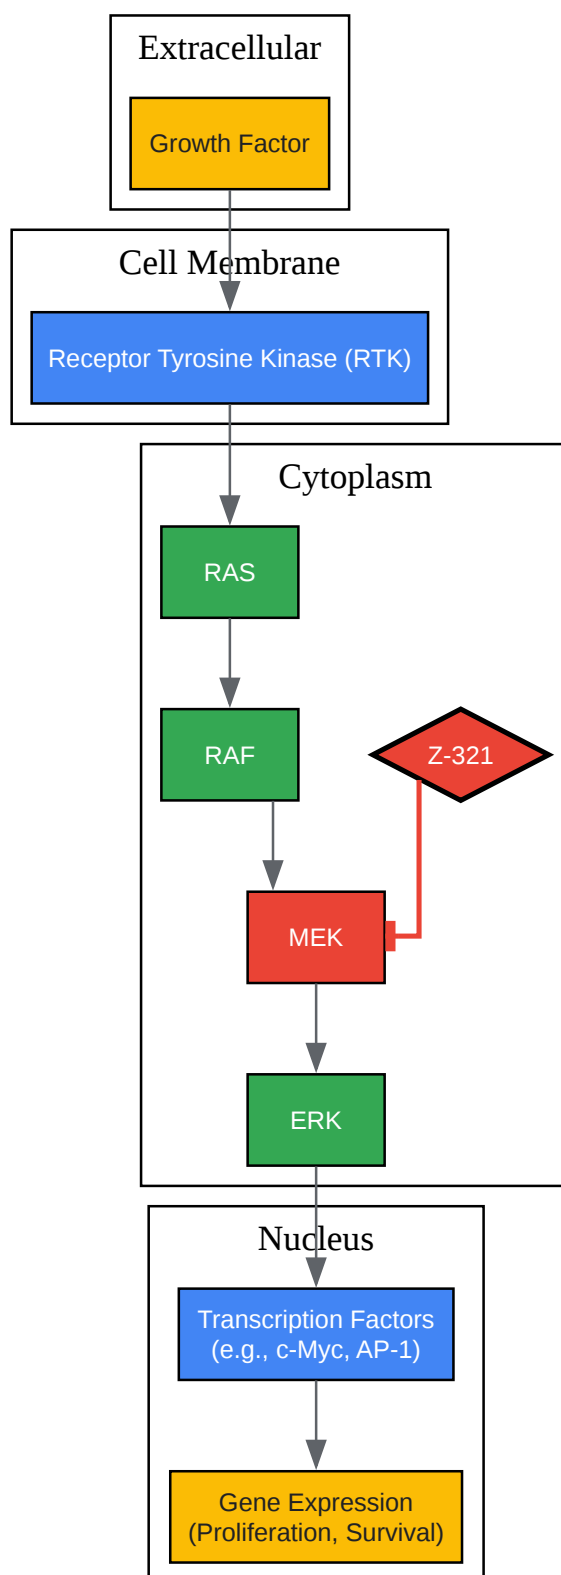 Extracellular
Growth Factor
Cell Membrane
Receptor Tyrosine Kinase (RTK)
Cytoplasm
RAS
RAF
Z-321
MEK
ERK
Nucleus
Transcription Factors
(e.g., c-Myc, AP-1)
Gene Expression
(Proliferation, Survival)